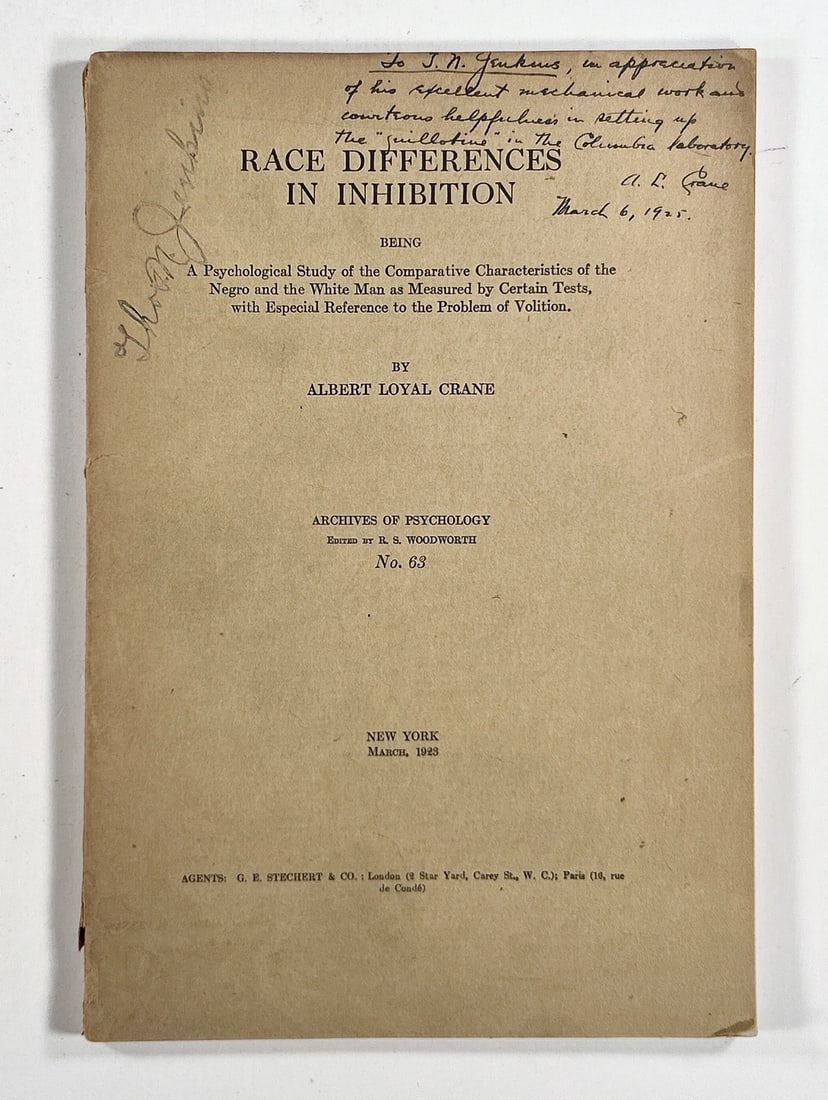 To T. N. Jenkins, in appreciation
of his excellent mechanical work and
courteous helpfulness in setting up
the "guillotine" in the Columbia laboratory.
A. L. Crane
March 6, 1925.
Thos N Jenkins
RACE DIFFERENCES
IN INHIBITION
BEING
A Psychological Study of the Comparative Characteristics of the
Negro and the White Man as Measured by Certain Tests,
with Especial Reference to the Problem of Volition.
BY
ALBERT LOYAL CRANE
ARCHIVES OF PSYCHOLOGY
EDITED BY R. S. WOODWORTH
No. 63
NEW YORK
MARCH, 1923
AGENTS: G. E. STECHERT & CO.: London (2 Star Yard, Carey St., W. C.); Paris (16, rue
de Condé)